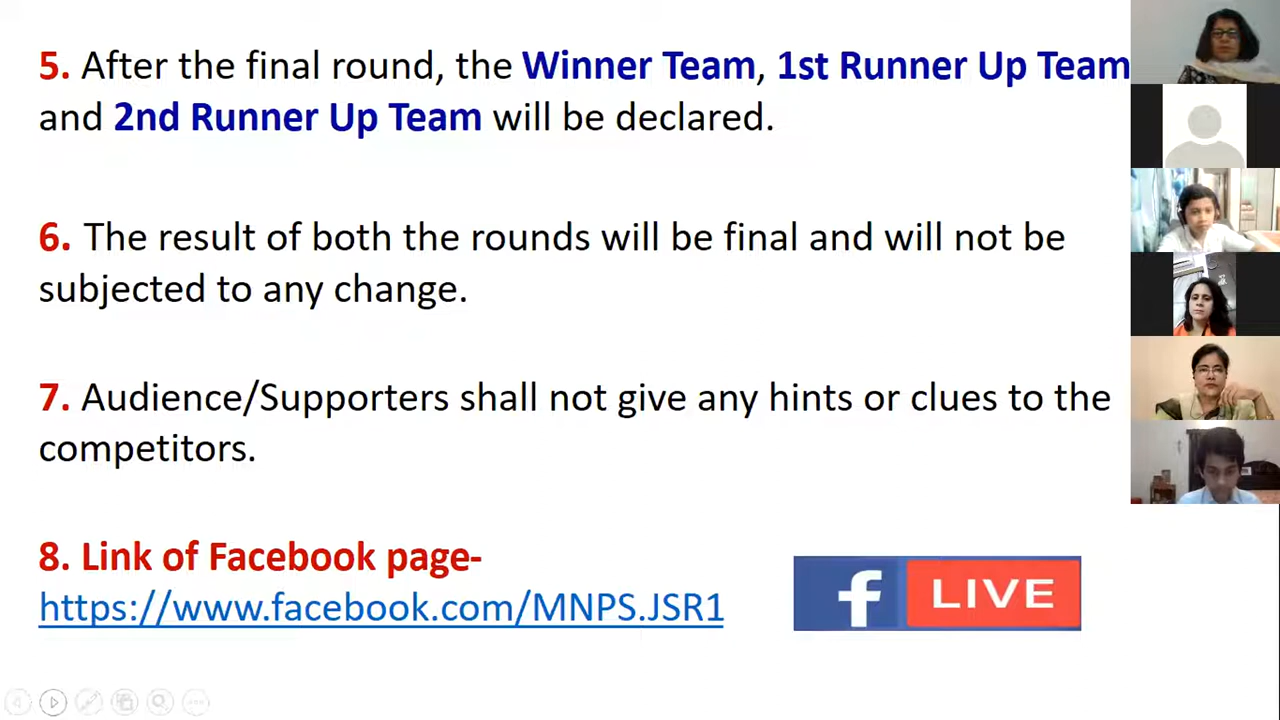 5. After the final round, the Winner Team, 1st Runner Up Team
and 2nd Runner Up Team will be declared.
6. The result of both the rounds will be final and will not be
subjected to any change.
7. Audience/Supporters shall not give any hints or clues to the
competitors.
8. Link of Facebook page-
https://www.facebook.com/MNPS.JSR1
f LIVE